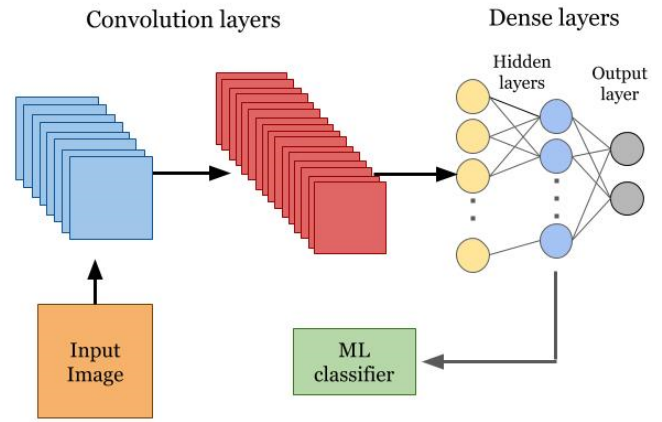 Convolution layers
Dense layers
Hidden
layers
Output
layer
Input
Image
ML
classifier